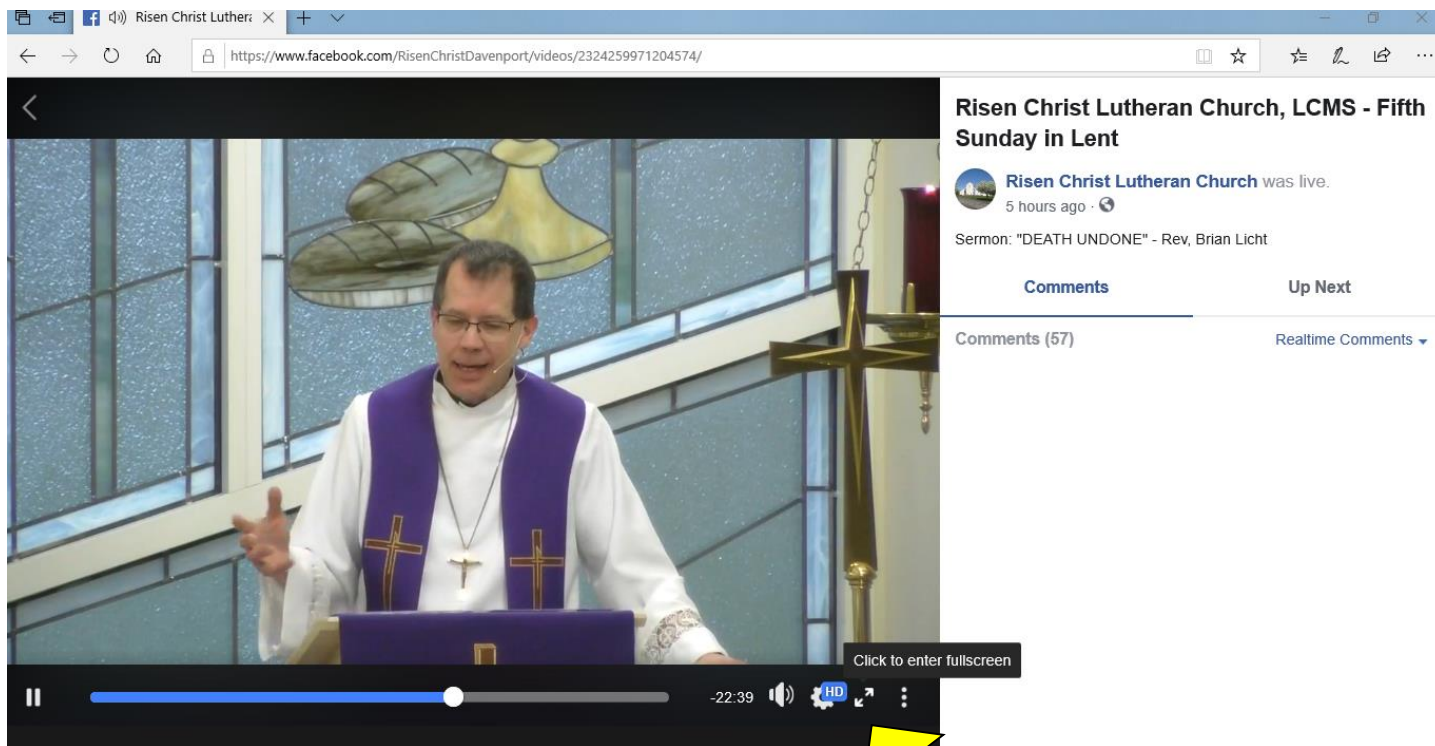 Risen Christ Luthera
https://www.facebook.com/RisenChristDavenport/videos/2324259971204574/
Risen Christ Lutheran Church, LCMS - Fifth
Sunday in Lent
Risen Christ Lutheran Church was live.
5 hours ago ·
Sermon: "DEATH UNDONE" - Rev, Brian Licht
Comments Up Next
Comments (57) Realtime Comments
Click to enter fullscreen
-22:39 HD